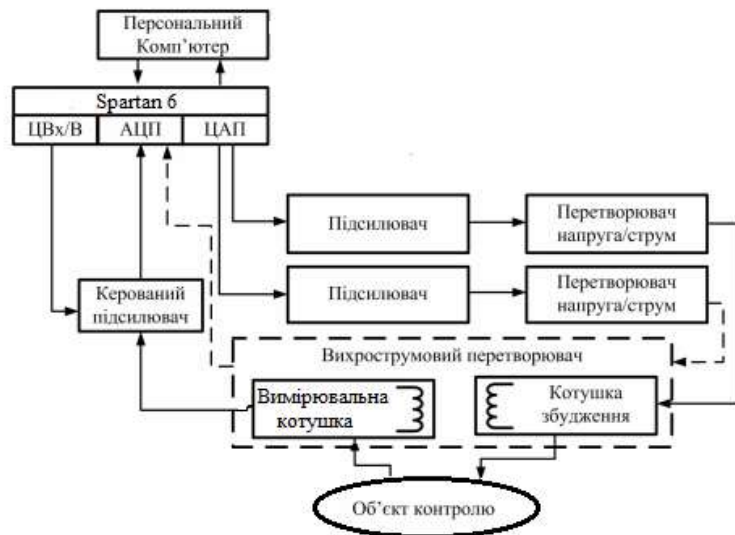 Персональний
Комп’ютер
Spartan 6
ЦВх/В АЦП ЦАП
Підсилювач
Перетворювач
напруга/струм
Керований
підсилювач
Підсилювач
Перетворювач
напруга/струм
Вихрострумовий перетворювач
Вимірювальна
котушка
Котушка
збудження
Об’єкт контролю